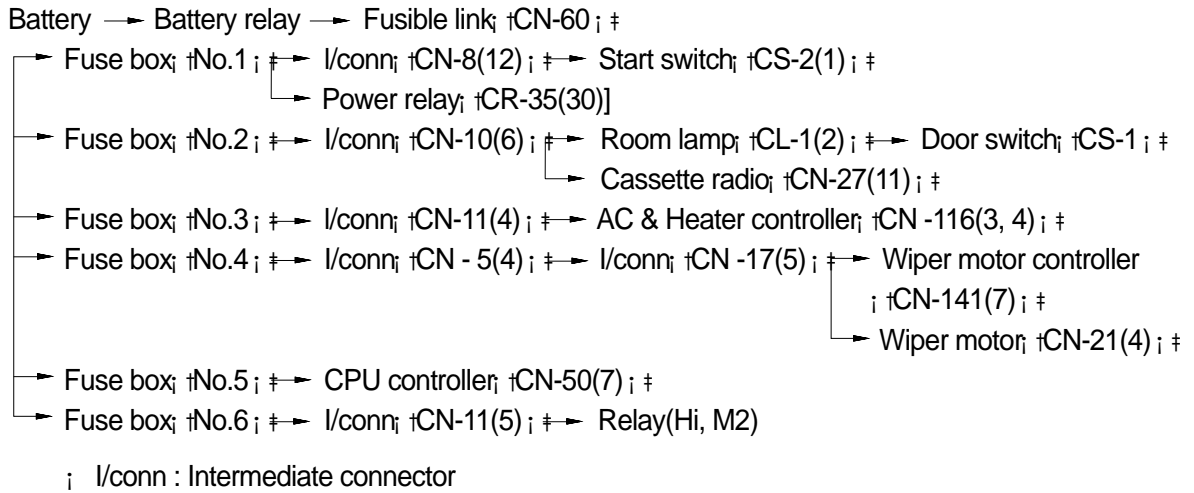 Battery → Battery relay → Fusible link¡ †CN-60 ¡ ‡
Fuse box¡ †No.1 ¡ ‡ → I/conn¡ †CN-8(12) ¡ ‡ → Start switch¡ †CS-2(1) ¡ ‡
→ Power relay¡ †CR-35(30)]
Fuse box¡ †No.2 ¡ ‡ → I/conn¡ †CN-10(6) ¡ ‡ → Room lamp¡ †CL-1(2) ¡ ‡ → Door switch¡ †CS-1 ¡ ‡
→ Cassette radio¡ †CN-27(11) ¡ ‡
Fuse box¡ †No.3 ¡ ‡ → I/conn¡ †CN-11(4) ¡ ‡ → AC & Heater controller¡ †CN -116(3, 4) ¡ ‡
Fuse box¡ †No.4 ¡ ‡ → I/conn¡ †CN - 5(4) ¡ ‡ → I/conn¡ †CN -17(5) ¡ ‡ → Wiper motor controller
¡ †CN-141(7) ¡ ‡
→ Wiper motor¡ †CN-21(4) ¡ ‡
Fuse box¡ †No.5 ¡ ‡ → CPU controller¡ †CN-50(7) ¡ ‡
Fuse box¡ †No.6 ¡ ‡ → I/conn¡ †CN-11(5) ¡ ‡ → Relay(Hi, M2)
¡ I/conn : Intermediate connector